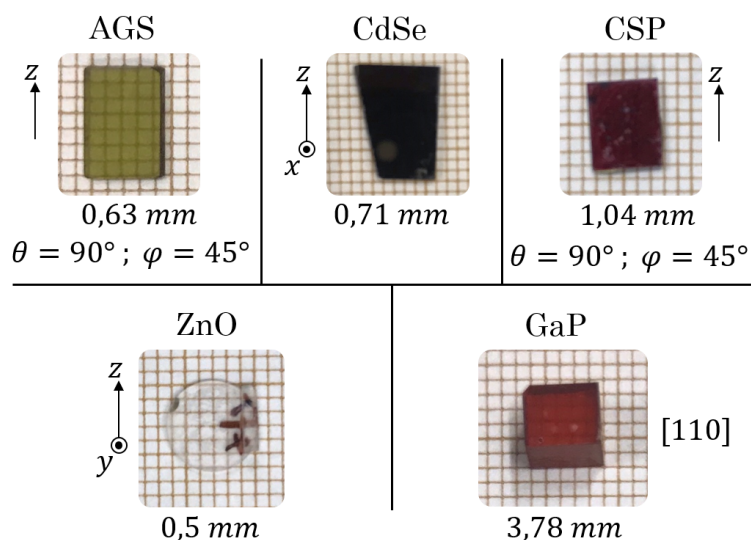 AGS
CdSe
CSP
z
z
z
x
0,63 mm
0,71 mm
1,04 mm
θ = 90° ; φ = 45°
θ = 90° ; φ = 45°
ZnO
GaP
z
y
[110]
0,5 mm
3,78 mm